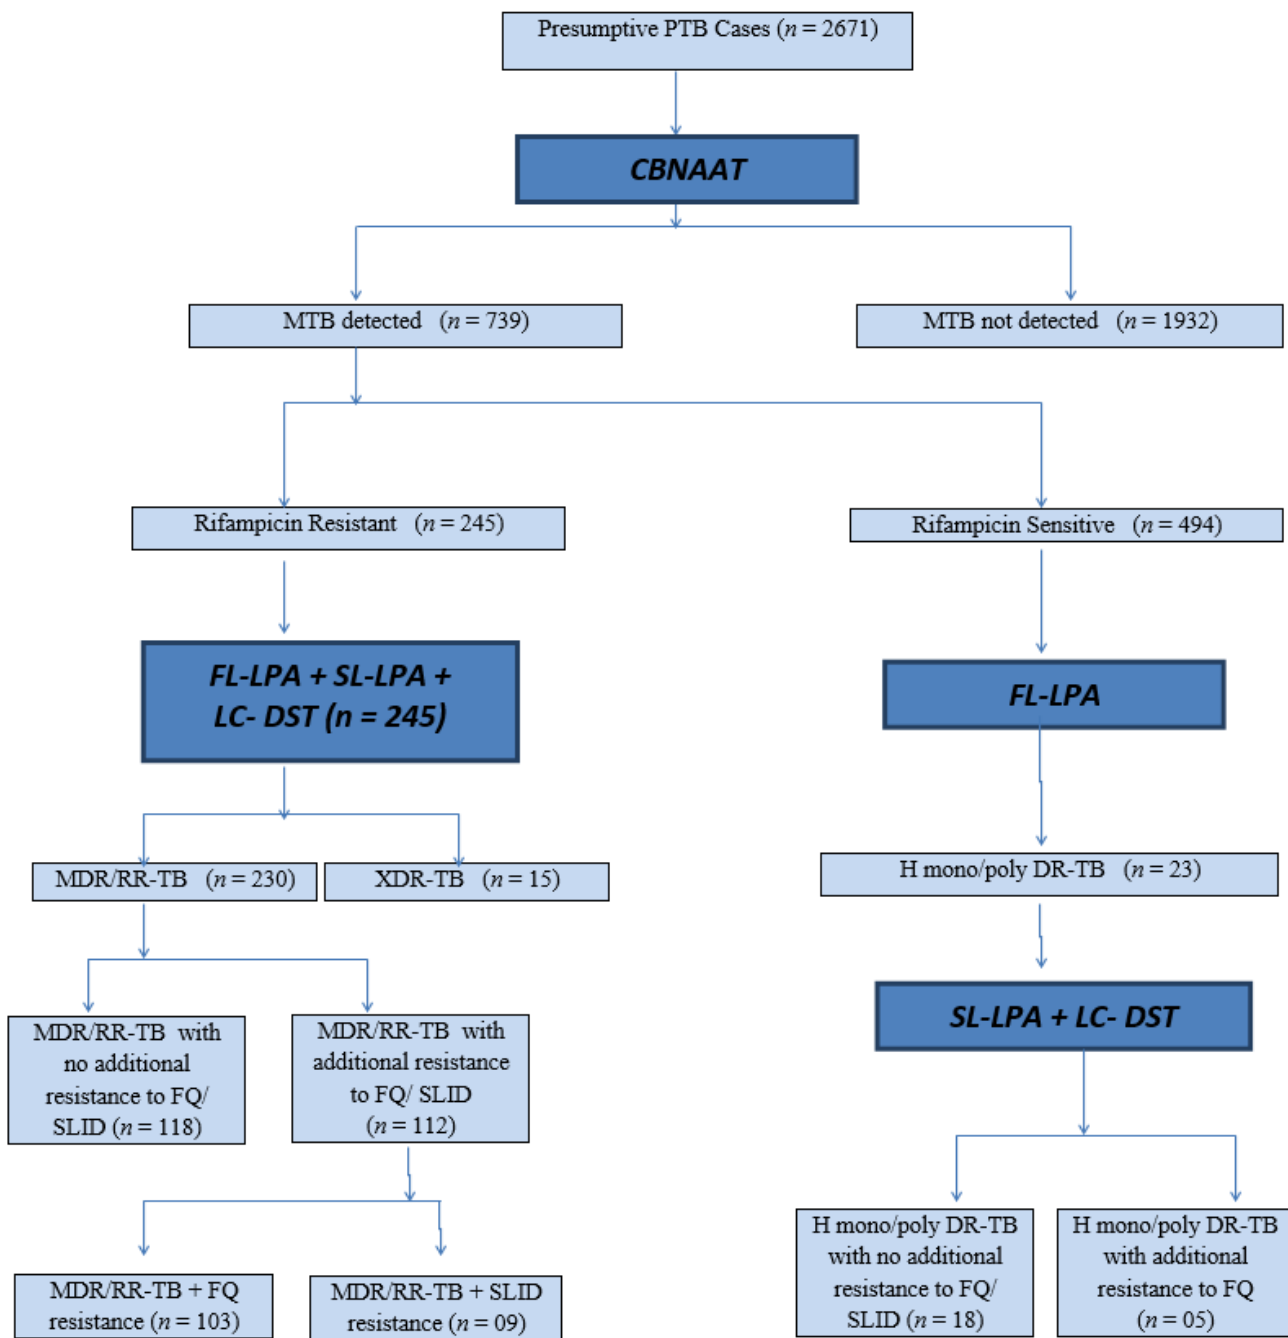 Presumptive PTB Cases (n = 2671)
CBNAAT
MTB detected (n = 739)
MTB not detected (n = 1932)
Rifampicin Resistant (n = 245)
Rifampicin Sensitive (n = 494)
FL-LPA + SL-LPA +
LC- DST (n = 245)
FL-LPA
MDR/RR-TB (n = 230)
XDR-TB (n = 15)
H mono/poly DR-TB (n = 23)
MDR/RR-TB with
no additional
resistance to FQ/
SLID (n = 118)
MDR/RR-TB with
additional resistance
to FQ/ SLID
(n = 112)
SL-LPA + LC- DST
MDR/RR-TB + FQ
resistance (n = 103)
MDR/RR-TB + SLID
resistance (n = 09)
H mono/poly DR-TB
with no additional
resistance to FQ/
SLID (n = 18)
H mono/poly DR-TB
with additional
resistance to FQ
(n = 05)